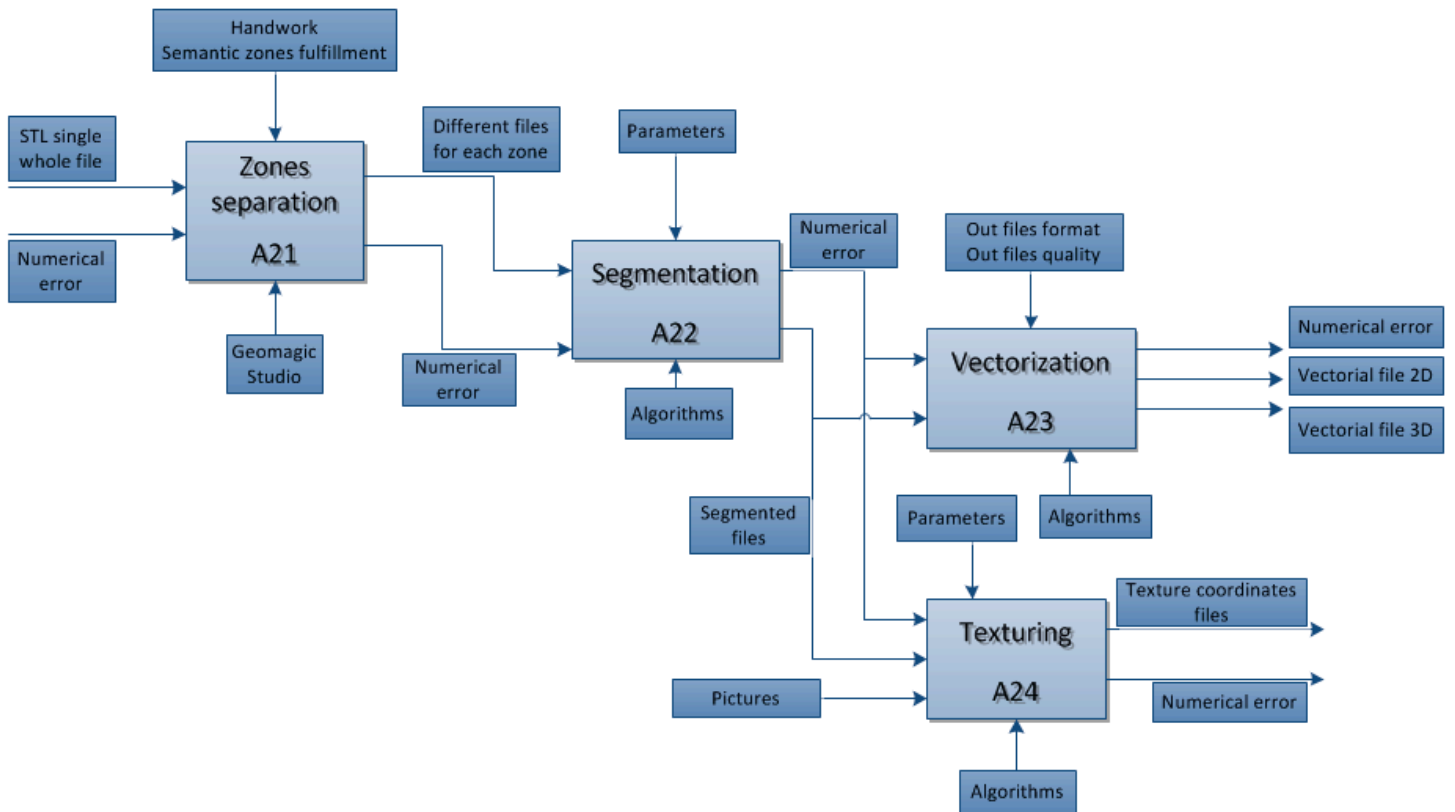 Handwork
Semantic zones fulfillment
STL single
whole file
Numerical
error
Zones
separation
A21
Geomagic
Studio
Different files
for each zone
Numerical
error
Parameters
Segmentation
A22
Algorithms
Numerical
error
Segmented
files
Out files format
Out files quality
Vectorization
A23
Algorithms
Numerical error
Vectorial file 2D
Vectorial file 3D
Parameters
Pictures
Texturing
A24
Algorithms
Texture coordinates
files
Numerical error